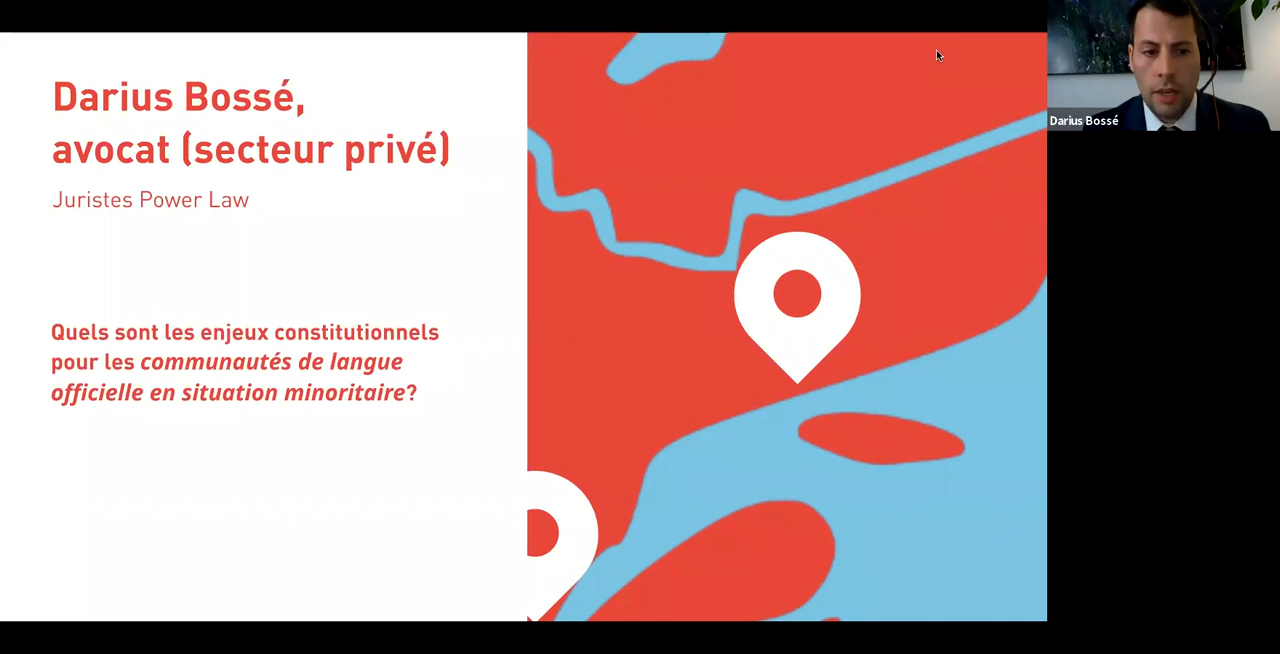 Darius Bossé,
avocat (secteur privé)
Juristes Power Law
Quels sont les enjeux constitutionnels
pour les communautés de langue
officielle en situation minoritaire?
Darius Bossé